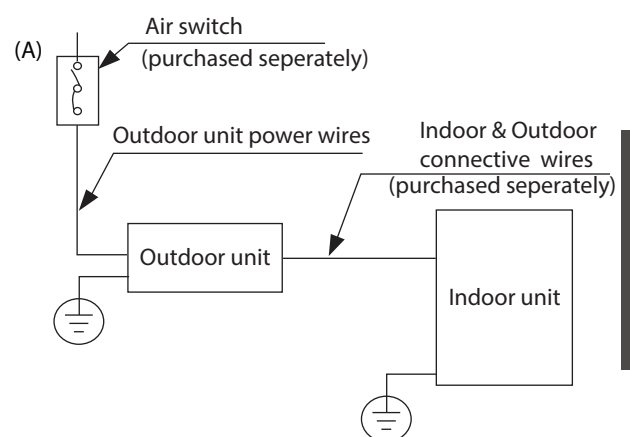 (A)
Air switch
(purchased seperately)
Outdoor unit power wires
Indoor & Outdoor
connective wires
(purchased seperately)
Outdoor unit
Indoor unit